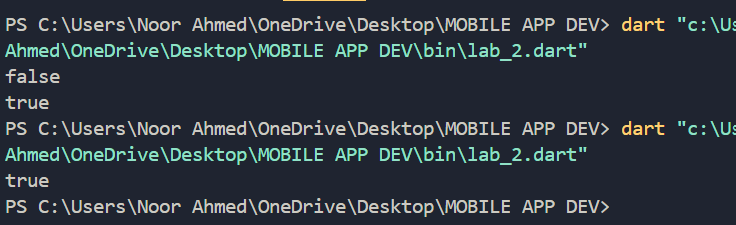 PS C:\Users\Noor Ahmed\OneDrive\Desktop\MOBILE APP DEV> dart "c:\Us
Ahmed\OneDrive\Desktop\MOBILE APP DEV\bin\lab_2.dart"
false
true
PS C:\Users\Noor Ahmed\OneDrive\Desktop\MOBILE APP DEV> dart "c:\Us
Ahmed\OneDrive\Desktop\MOBILE APP DEV\bin\lab_2.dart"
true
PS C:\Users\Noor Ahmed\OneDrive\Desktop\MOBILE APP DEV>